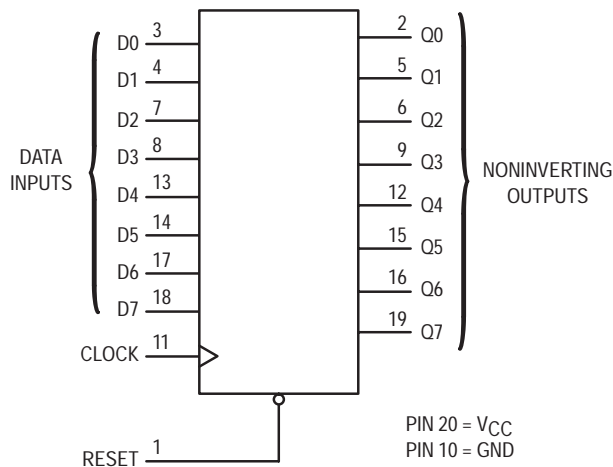 D0 3
D1 4
D2 7
D3 8
D4 13
D5 14
D6 17
D7 18
DATA
INPUTS
CLOCK 11
RESET 1
2 Q0
5 Q1
6 Q2
9 Q3
12 Q4
15 Q5
16 Q6
19 Q7
NONINVERTING
OUTPUTS
PIN 20 = VCC
PIN 10 = GND